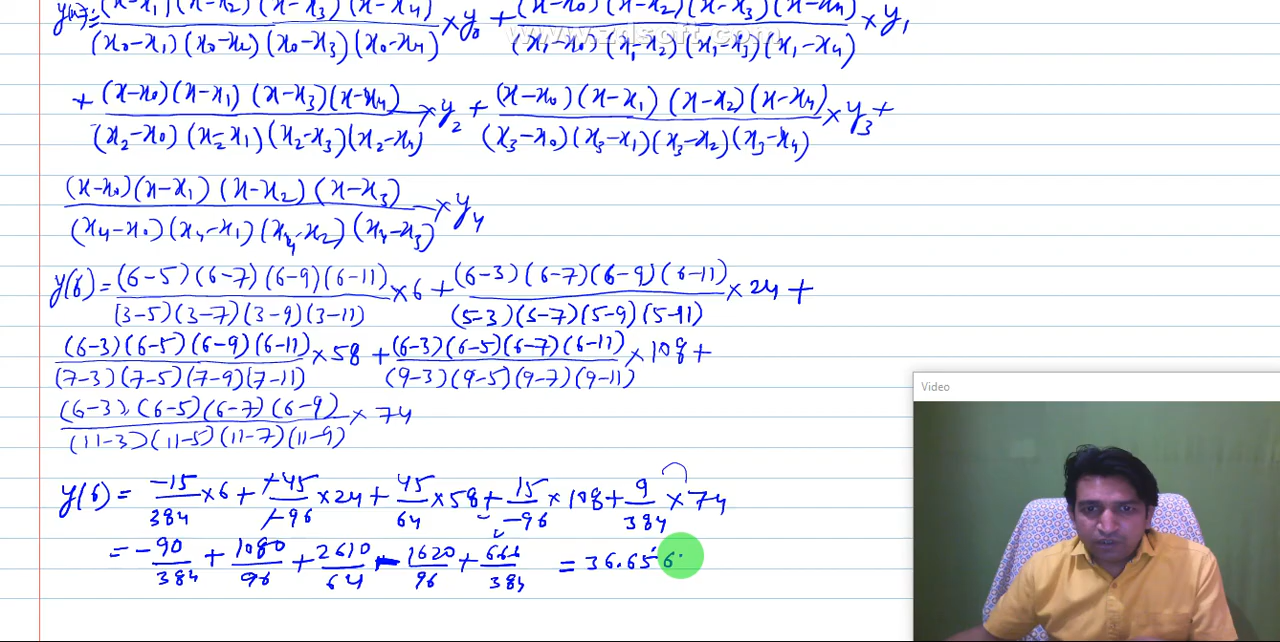 y(x)= (x-x1)(x-x2)(x-x3)(x-x4)/(x0-x1)(x0-x2)(x0-x3)(x0-x4) ×y0 + (x-x0)(x-x2)(x-x3)(x-x4)/(x1-x0)(x1-x2)(x1-x3)(x1-x4) ×y1
+ (x-x0)(x-x1)(x-x3)(x-x4)/(x2-x0)(x2-x1)(x2-x3)(x2-x4) ×y2 + (x-x0)(x-x1)(x-x2)(x-x4)/(x3-x0)(x3-x1)(x3-x2)(x3-x4) ×y3 +
(x-x0)(x-x1)(x-x2)(x-x3)/(x4-x0)(x4-x1)(x4-x2)(x4-x3) ×y4
y(6) = (6-5)(6-7)(6-9)(6-11)/(3-5)(3-7)(3-9)(3-11) ×6 + (6-3)(6-7)(6-9)(6-11)/(5-3)(5-7)(5-9)(5-11) ×24 +
(6-3)(6-5)(6-9)(6-11)/(7-3)(7-5)(7-9)(7-11) ×58 + (6-3)(6-5)(6-7)(6-11)/(9-3)(9-5)(9-7)(9-11) ×108 +
(6-3)(6-5)(6-7)(6-9)/(11-3)(11-5)(11-7)(11-9) × 74
y(6) = -15/384 ×6 + -45/-96 ×24 + 45/64 ×58 + 15/-96 × 108 + 9/384 ×74
= -90/384 + 1080/96 + 2610/64 - 1620/96 + 666/384 = 36.656
Video